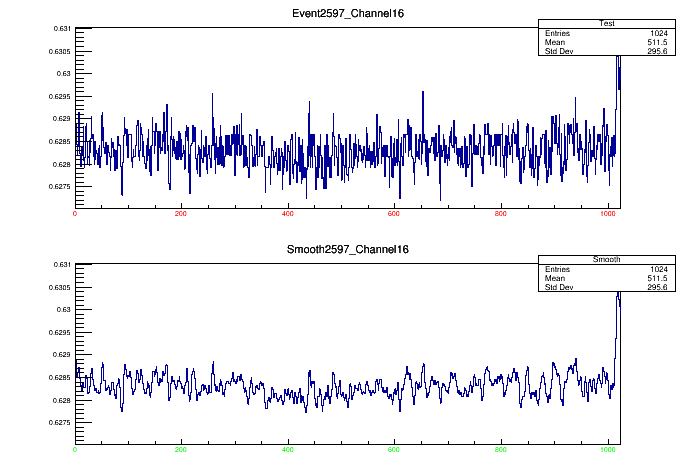 Event2597_Channel16
Test
Entries 1024
Mean 511.5
Std Dev 295.6
0.631
0.6305
0.63
0.6295
0.629
0.6285
0.628
0.6275
0 200 400 600 800 1000
Smooth2597_Channel16
Smooth
Entries 1024
Mean 511.5
Std Dev 295.6
0.631
0.6305
0.63
0.6295
0.629
0.6285
0.628
0.6275
0 200 400 600 800 1000